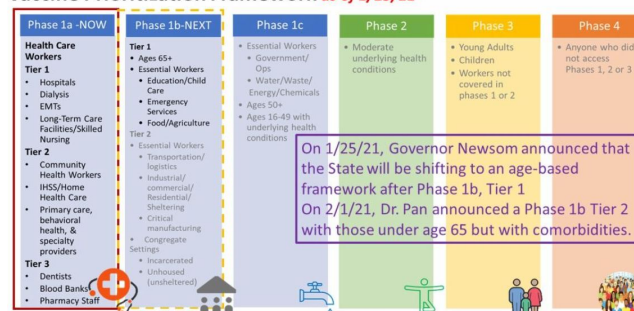 Phase 1a -NOW
Health Care
Workers
Tier 1
• Hospitals
• Dialysis
• EMTs
• Long-Term Care
Facilities/Skilled
Nursing
Tier 2
• Community
Health Workers
• IHSS/Home
Health Care
• Primary care,
behavioral
health, &
specialty
providers
Tier 3
• Dentists
• Blood Banks
• Pharmacy Staff
Phase 1b-NEXT
Tier 1
• Ages 65+
• Essential Workers
• Education/Child
Care
• Emergency
Services
• Food/Agriculture
Tier 2
• Essential Workers
• Transportation/
logistics
• Industrial/
commercial/
Residential/
Sheltering
• Critical
manufacturing
• Congregate
Settings
• Incarcerated
• Unhoused
(unsheltered)
Phase 1c
• Essential Workers
• Government/
Ops
• Water/Waste/
Energy/Chemicals
• Ages 50+
• Ages 16-49 with
underlying health
conditions
Phase 2
• Moderate
underlying health
conditions
Phase 3
• Young Adults
• Children
• Workers not
covered in
phases 1 or 2
Phase 4
• Anyone who did
not access
Phases 1, 2 or 3
On 1/25/21, Governor Newsom announced that
the State will be shifting to an age-based
framework after Phase 1b, Tier 1
On 2/1/21, Dr. Pan announced a Phase 1b Tier 2
with those under age 65 but with comorbidities.